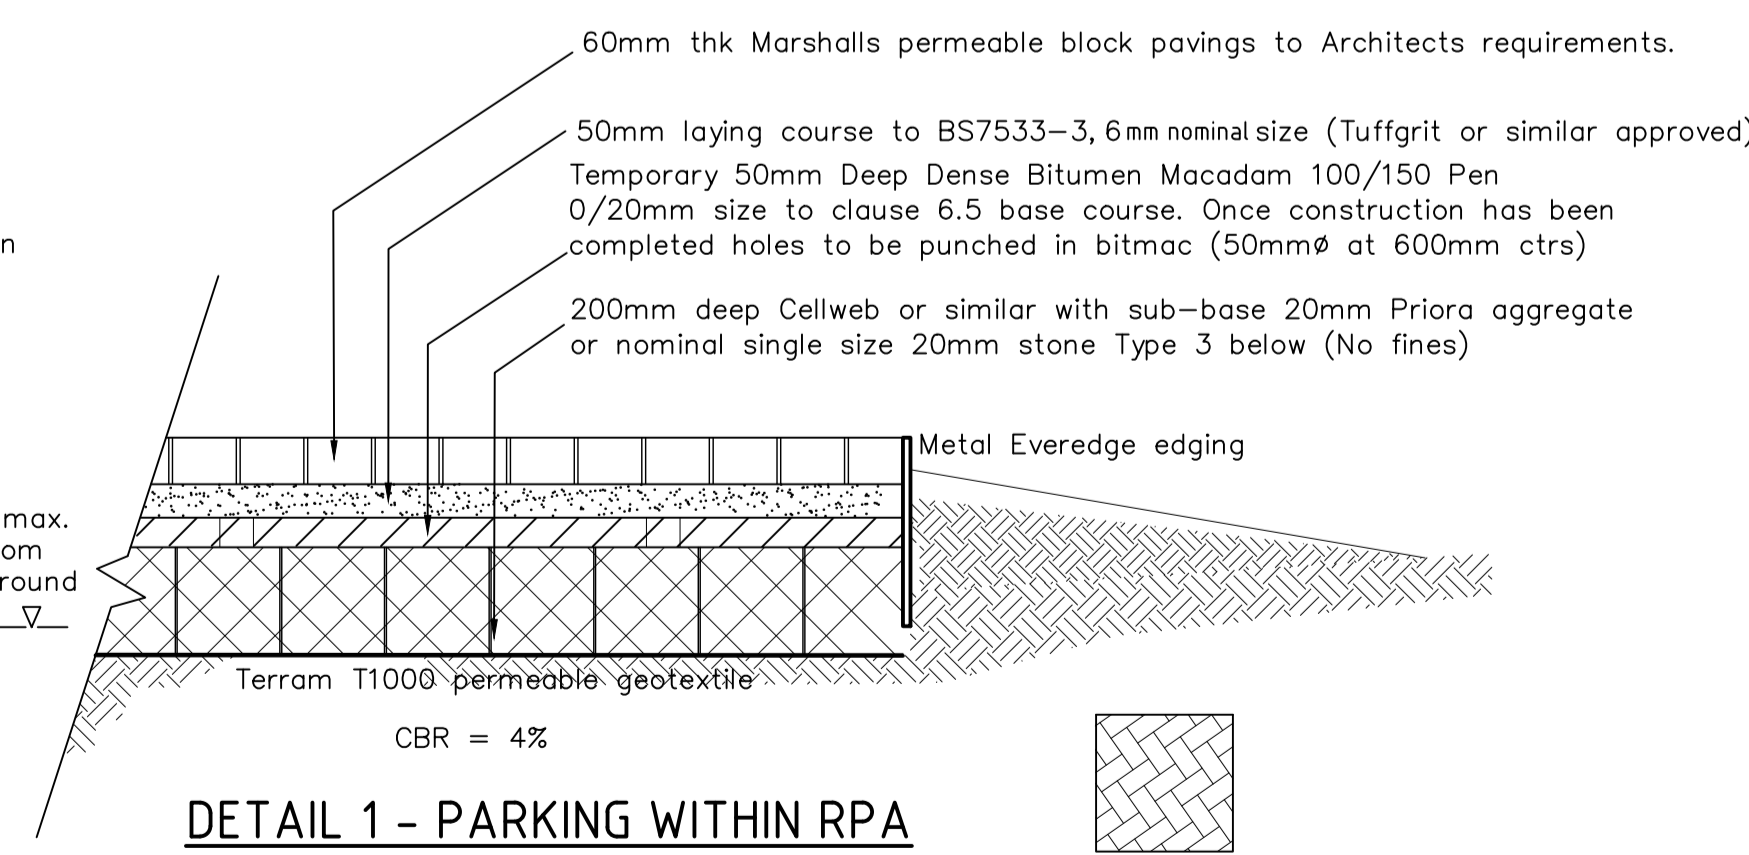 60mm thk Marshalls permeable block pavings to Architects requirements.
50mm laying course to BS7533-3, 6mm nominal size (Tuffgrit or similar approved)
Temporary 50mm Deep Dense Bitumen Macadam 100/150 Pen
0/20mm size to clause 6.5 base course. Once construction has been
completed holes to be punched in bitmac (50mmø at 600mm ctrs)
200mm deep Cellweb or similar with sub-base 20mm Priora aggregate
or nominal single size 20mm stone Type 3 below (No fines)
Metal Everedge edging
max.
Terram T1000 permeable geotextile
CBR = 4%
DETAIL 1 - PARKING WITHIN RPA